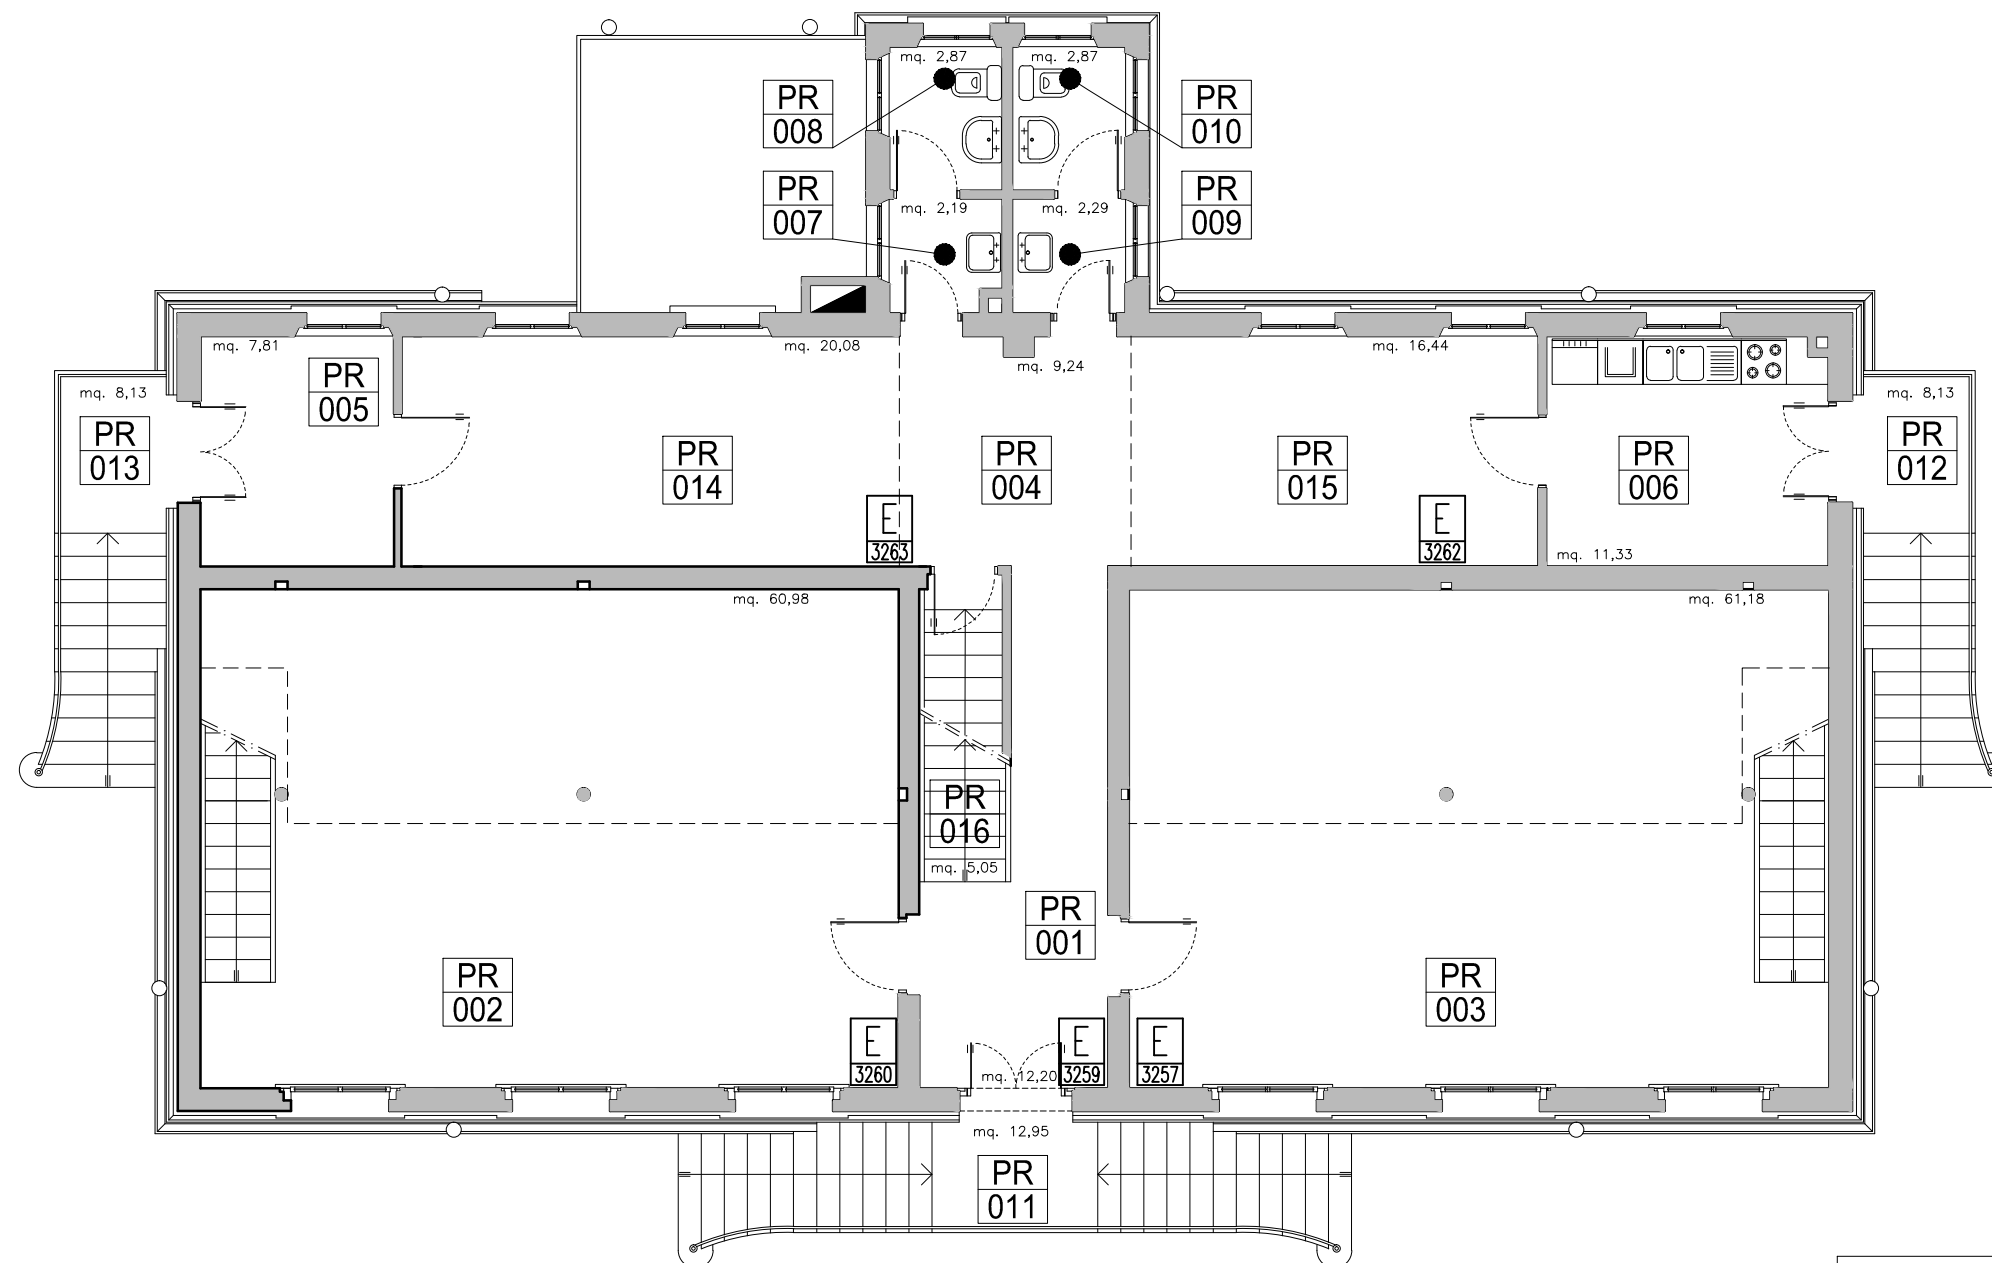 mq. 2,87
mq. 2,87
PR
008
PR
010
PR
007
PR
009
mq. 2,19
mq. 2,29
mq. 7,81
mq. 20,08
mq. 9,24
mq. 16,44
mq. 8,13
PR
005
mq. 8,13
PR
013
PR
014
PR
004
PR
015
PR
006
PR
012
E
3263
E
3262
mq. 11,33
mq. 60,98
mq. 61,18
PR
016
mq. 5,05
PR
001
PR
002
PR
003
E
3260
E
3259
E
3257
mq. 12,20
mq. 12,95
PR
011